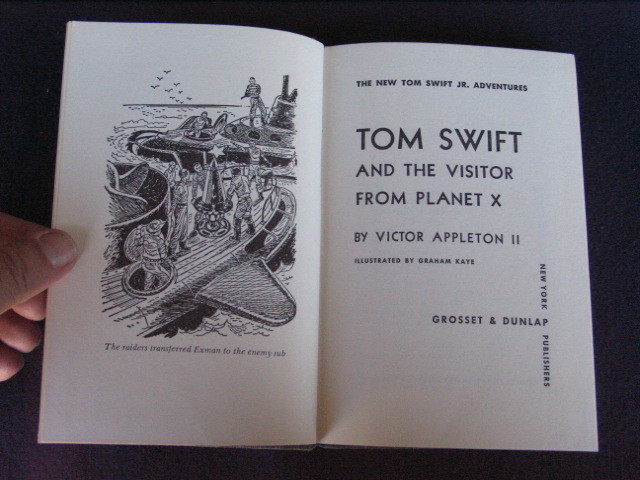 The raiders transferred Exman to the enemy sub
THE NEW TOM SWIFT JR. ADVENTURES
TOM SWIFT
AND THE VISITOR
FROM PLANET X
BY VICTOR APPLETON II
ILLUSTRATED BY GRAHAM KAYE
GROSSET & DUNLAP
NEW YORK PUBLISHERS